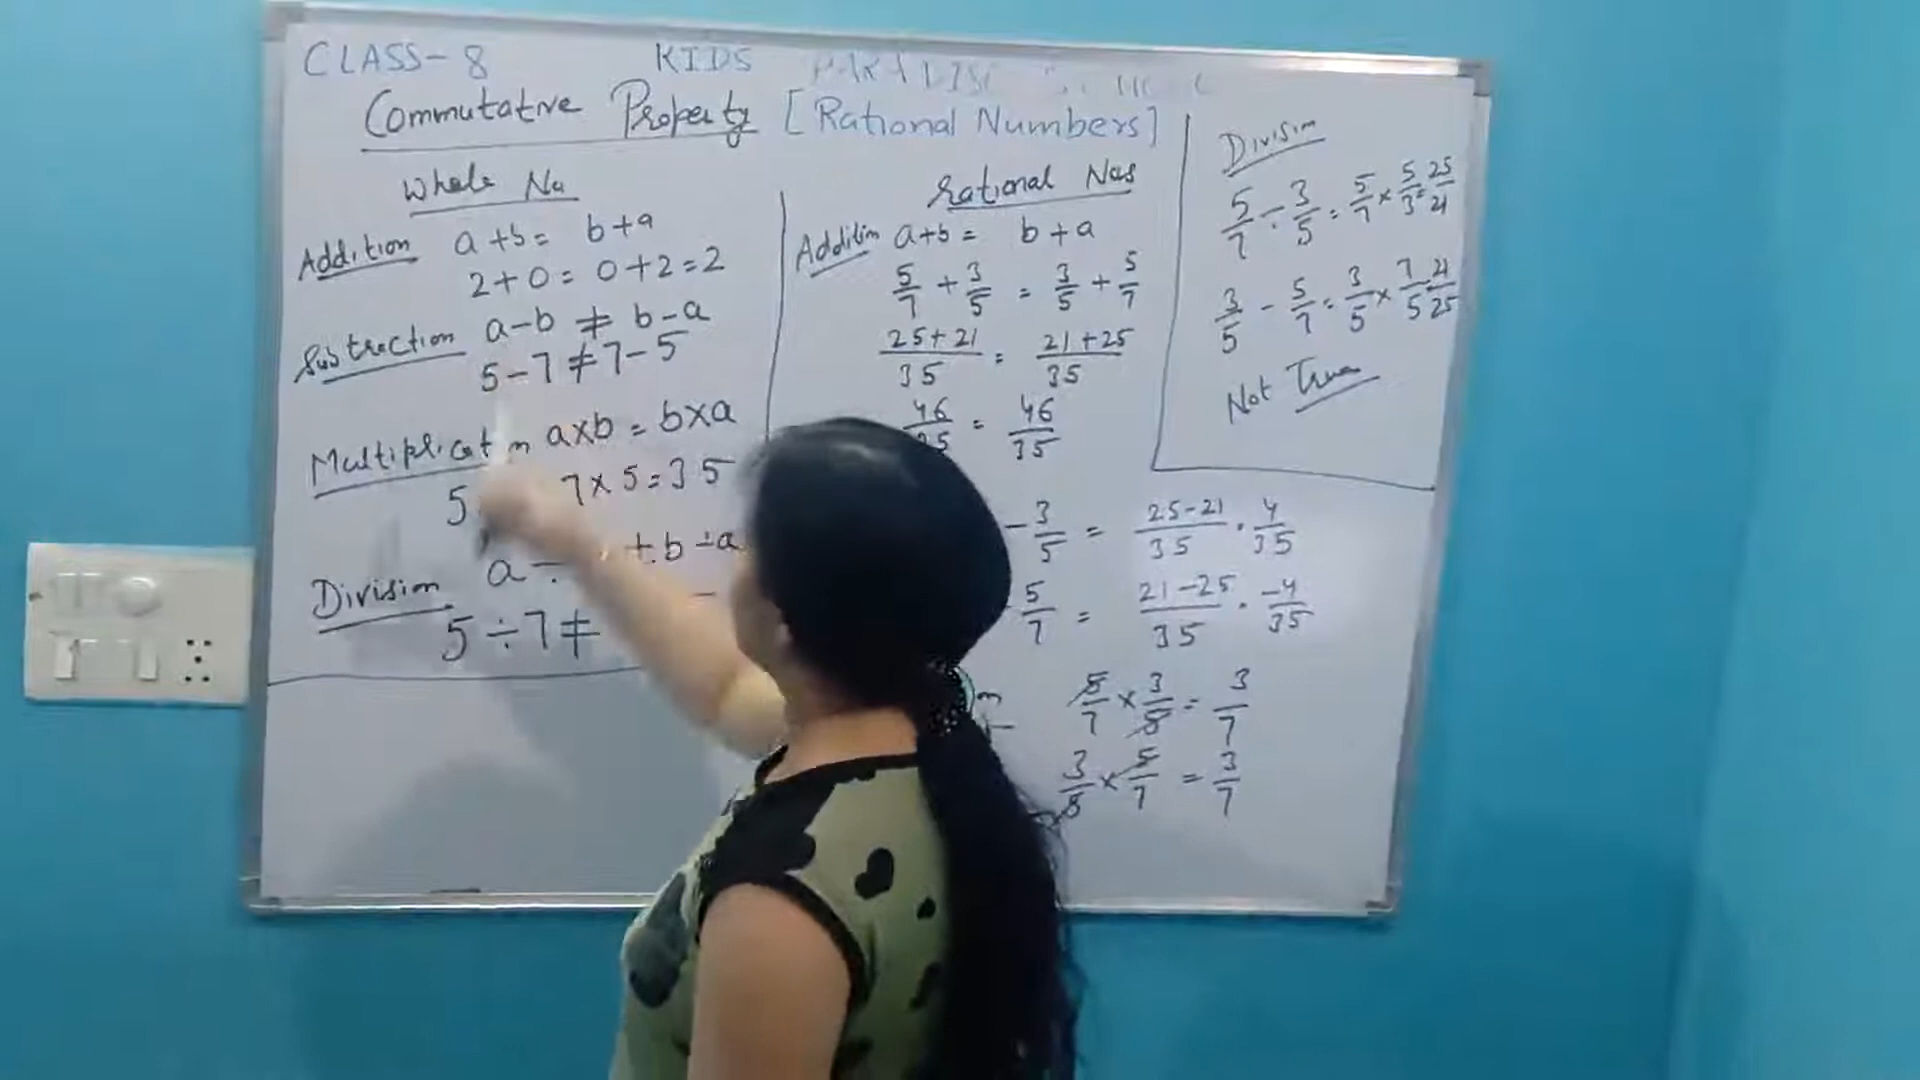 CLASS-8 KIDS
Commutative Property [Rational Numbers]
Whole No
Addition a+b = b+a
2+0 = 0+2=2
Subtraction a-b ≠ b-a
5-7≠7-5
Multiplication a×b = b×a
5 7×5=35
Division a÷ b÷a
5÷7≠
Rational Nos
Addition a+b = b+a
5/7 + 3/5 = 3/5 + 5/7
25+21/35 = 21+25/35
46/35 = 46/35
-3/5 = 25-21/35 . 4/35
5/7 = 21-25/35 . -4/35
5/7 × 3/5 = 3/7
3/5 × 5/7 = 3/7
Division
5/7 ÷ 3/5 = 5/7 × 5/3 = 25/21
3/5 - 5/7 = 3/5 × 7/5 = 21/25
Not True